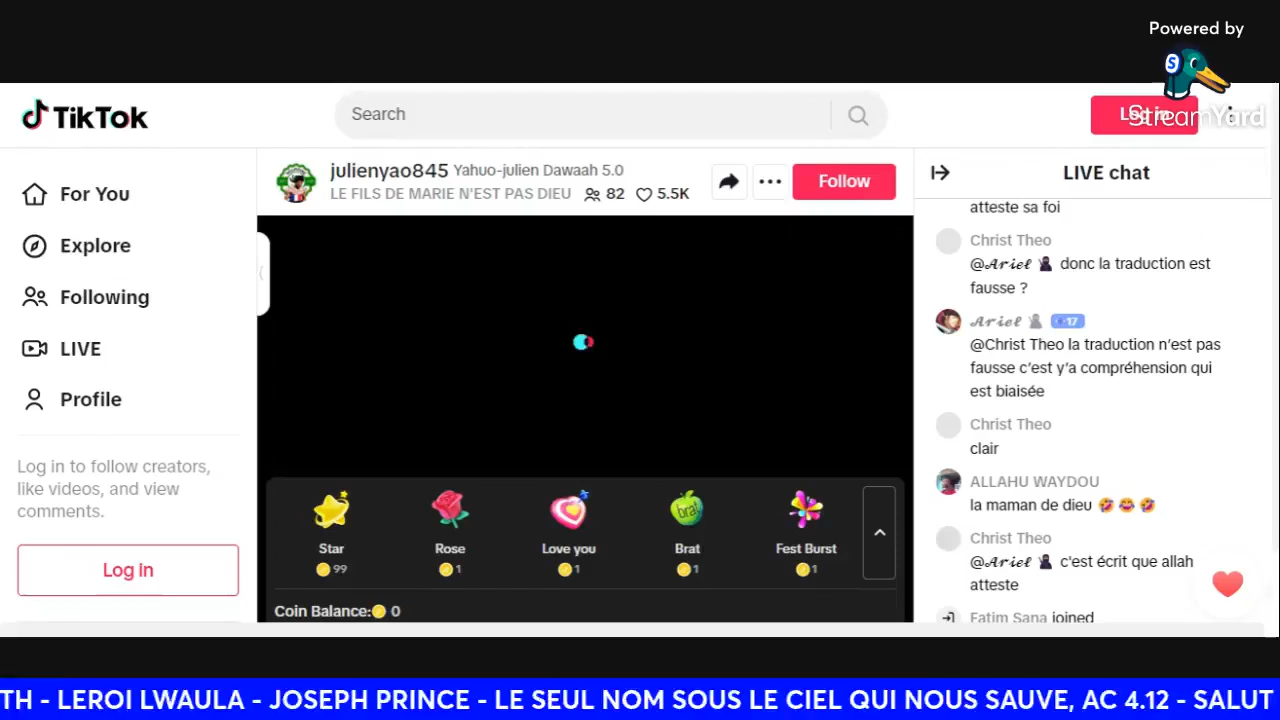 Powered by
StreamYard
TikTok
Search
Log in
For You
Explore
Following
LIVE
Profile
Log in to follow creators,
like videos, and view
comments.
Log in
julienyao845 Yahuo-julien Dawaah 5.0
LE FILS DE MARIE N'EST PAS DIEU 82 5.5K
Follow
Star
99
Rose
1
Love you
1
Brat
1
Fest Burst
1
Coin Balance: 0
LIVE chat
atteste sa foi
Christ Theo
@𝓐𝓻𝓲𝓮𝓵 donc la traduction est
fausse ?
𝓐𝓻𝓲𝓮𝓵 17
@Christ Theo la traduction n'est pas
fausse c'est y'a compréhension qui
est biaisée
Christ Theo
clair
ALLAHU WAYDOU
la maman de dieu 🤣😂🤣
Christ Theo
@𝓐𝓻𝓲𝓮𝓵 c'est écrit que allah
atteste
Fatim Sana joined
TH - LEROI LWAULA - JOSEPH PRINCE - LE SEUL NOM SOUS LE CIEL QUI NOUS SAUVE, AC 4.12 - SALUT